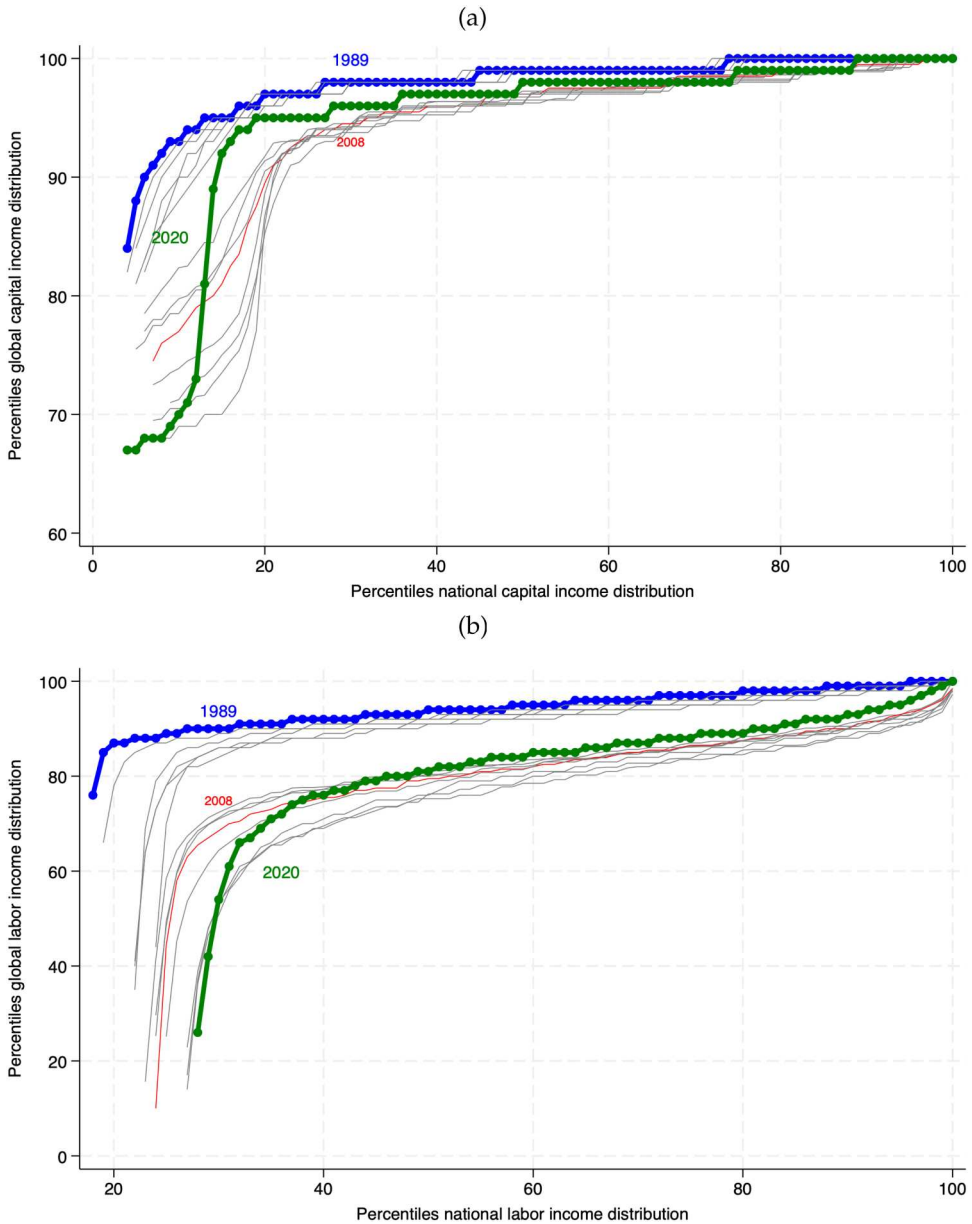 (a)
Percentiles global capital income distribution
100
90
80
70
60
1989
2008
2020
0 20 40 60 80 100
Percentiles national capital income distribution
(b)
Percentiles global labor income distribution
100
80
60
40
20
0
1989
2008
2020
20 40 60 80 100
Percentiles national labor income distribution